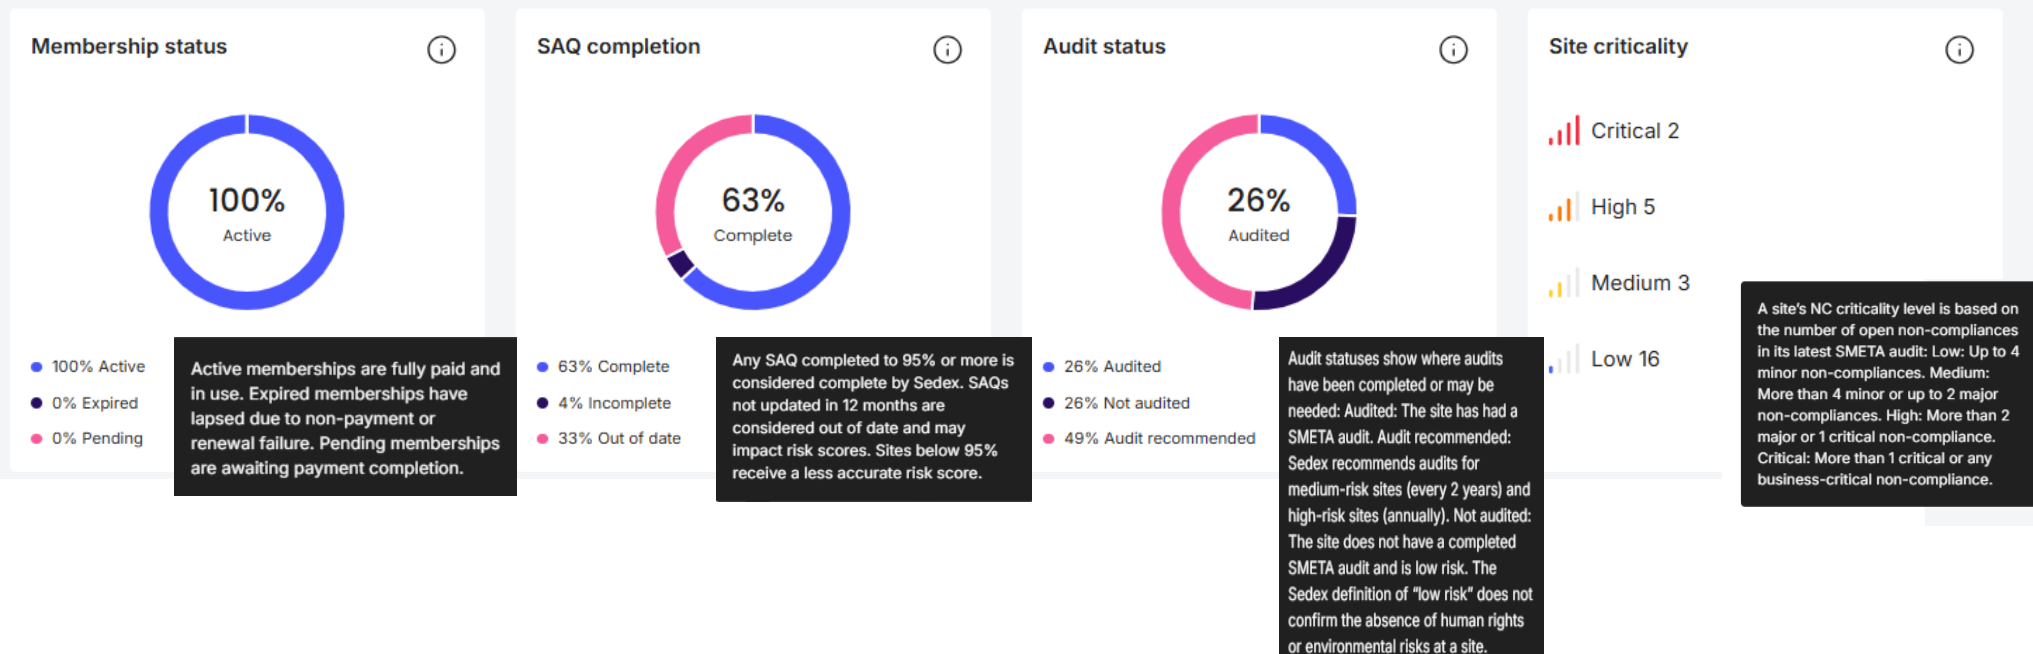 Membership status
100%
Active
100% Active
0% Expired
0% Pending
Active memberships are fully paid and
in use. Expired memberships have
lapsed due to non-payment or
renewal failure. Pending memberships
are awaiting payment completion.
SAQ completion
63%
Complete
63% Complete
4% Incomplete
33% Out of date
Any SAQ completed to 95% or more is
considered complete by Sedex. SAQs
not updated in 12 months are
considered out of date and may
impact risk scores. Sites below 95%
receive a less accurate risk score.
Audit status
26%
Audited
26% Audited
26% Not audited
49% Audit recommended
Audit statuses show where audits
have been completed or may be
needed: Audited: The site has had a
SMETA audit. Audit recommended:
Sedex recommends audits for
medium-risk sites (every 2 years) and
high-risk sites (annually). Not audited:
The site does not have a completed
SMETA audit and is low risk. The
Sedex definition of “low risk” does not
confirm the absence of human rights
or environmental risks at a site.
Site criticality
Critical 2
High 5
Medium 3
Low 16
A site’s NC criticality level is based on
the number of open non-compliances
in its latest SMETA audit: Low: Up to 4
minor non-compliances. Medium:
More than 4 minor or up to 2 major
non-compliances. High: More than 2
major or 1 critical non-compliance.
Critical: More than 1 critical or any
business-critical non-compliance.